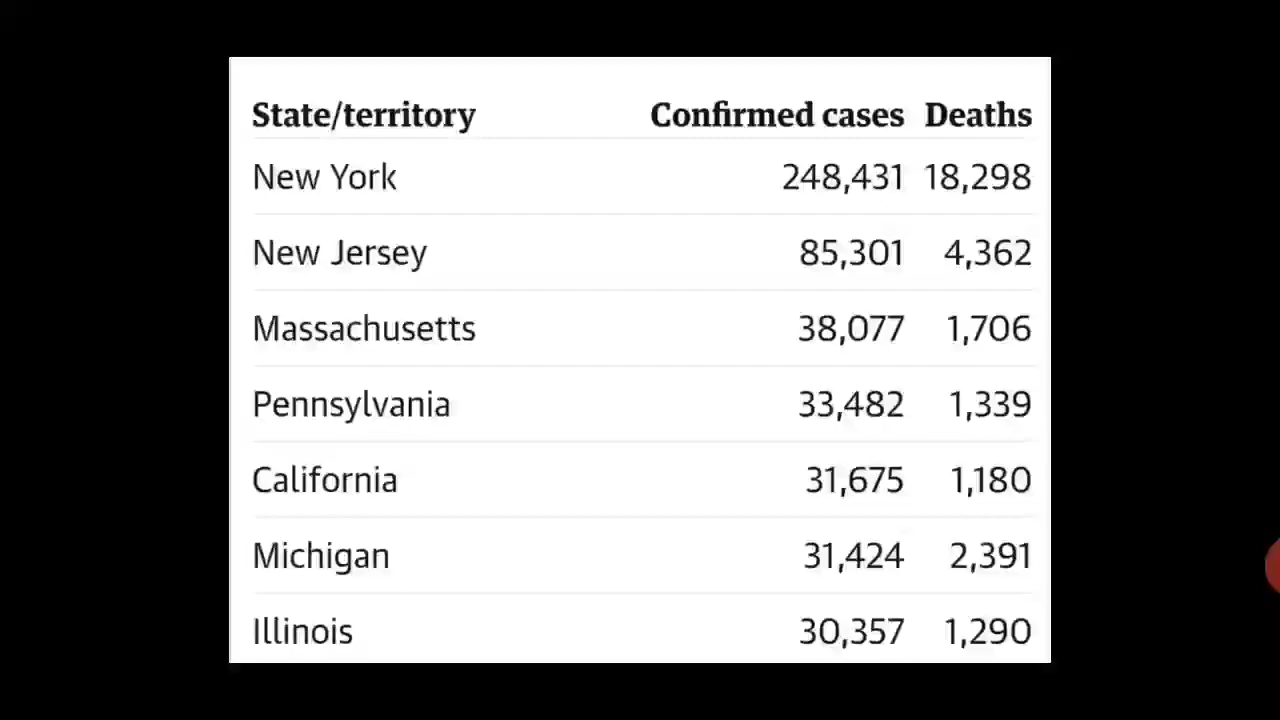 State/territory Confirmed cases Deaths
New York 248,431 18,298
New Jersey 85,301 4,362
Massachusetts 38,077 1,706
Pennsylvania 33,482 1,339
California 31,675 1,180
Michigan 31,424 2,391
Illinois 30,357 1,290